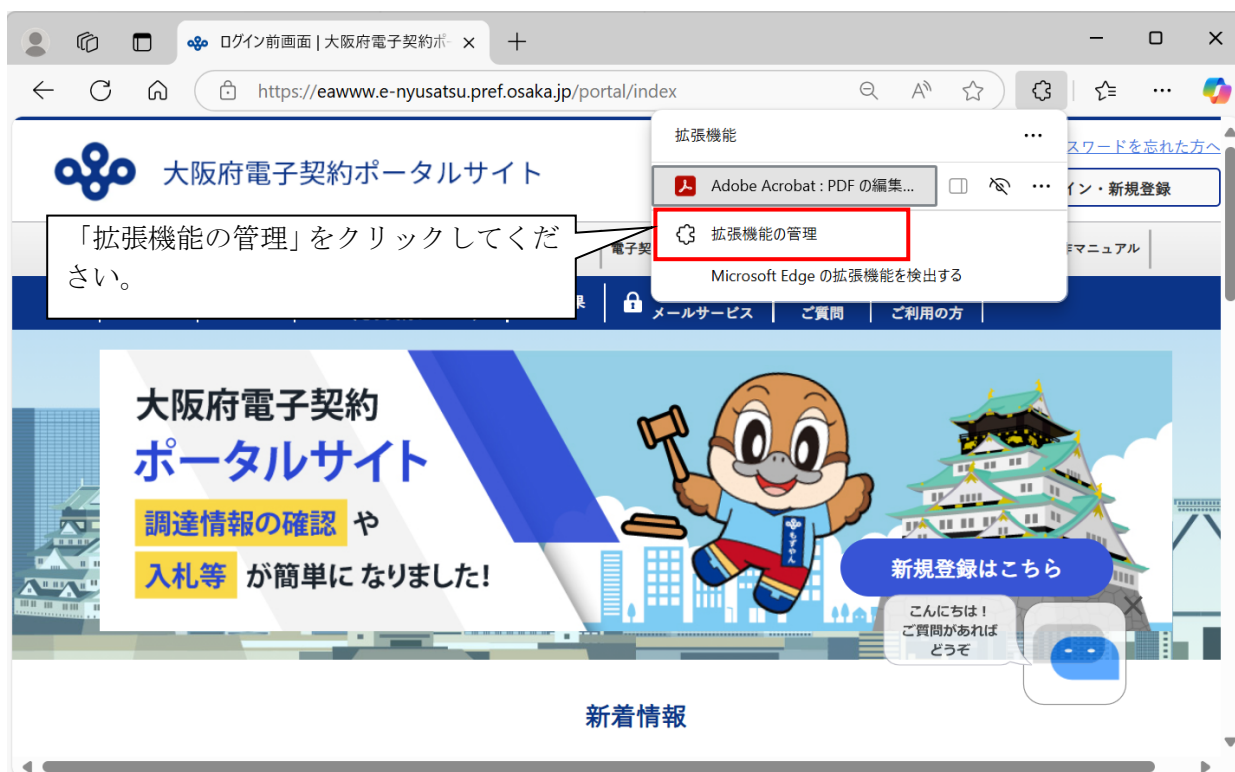 ログイン前画面 | 大阪府電子契約ポ
https://eawww.e-nyusatsu.pref.osaka.jp/portal/index
拡張機能
スワードを忘れた方へ
大阪府電子契約ポータルサイト
Adobe Acrobat : PDF の編集...
イン・新規登録
「拡張機能の管理」をクリックしてくだ
さい。
電子契
拡張機能の管理
マニュアル
Microsoft Edge の拡張機能を検出する
果
メールサービス
ご質問
ご利用の方
大阪府電子契約
ポータルサイト
調達情報の確認 や
入札等 が簡単に なりました!
もずやん
新規登録はこちら
こんにちは！
ご質問があれば
どうぞ
新着情報